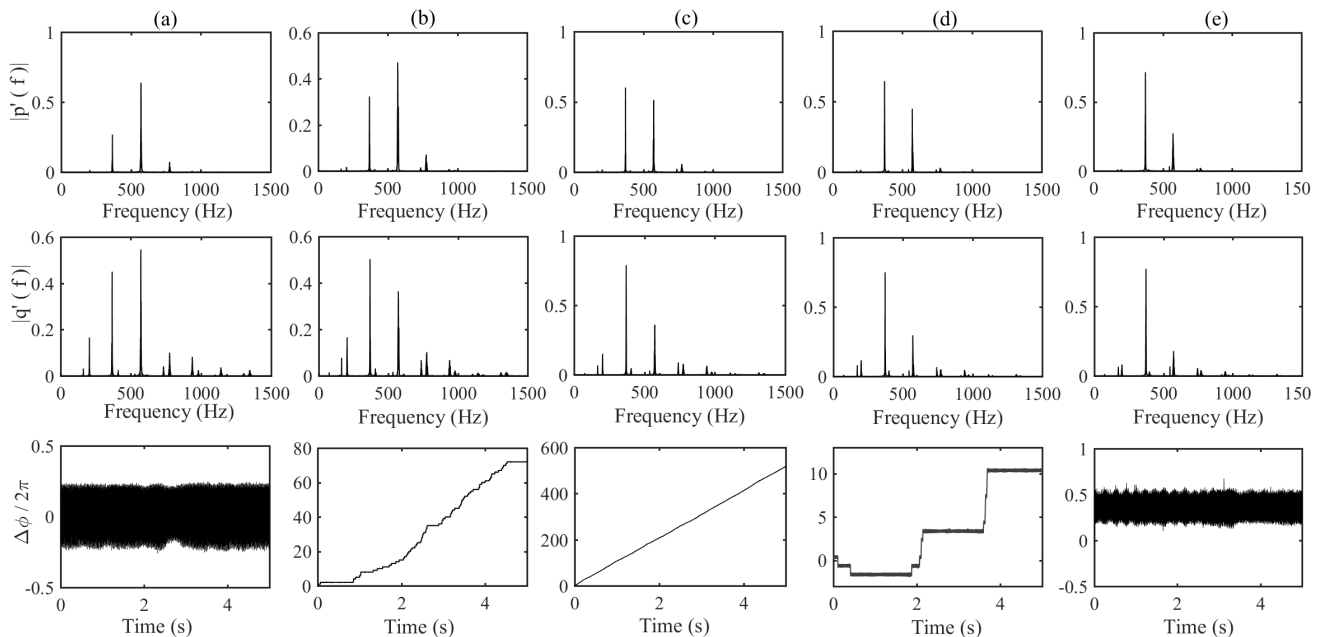 (a) (b) (c) (d) (e)
|p'(f)|
1 0.5 0
0.6 0.4 0.2 0
1 0.5 0
1 0.5 0
1 0.5 0
0 500 1000 1500 0 500 1000 1500 0 500 1000 1500 0 500 1000 1500 0 500 1000 150
Frequency (Hz) Frequency (Hz) Frequency (Hz) Frequency (Hz) Frequency (Hz)
|q'(f)|
0.6 0.4 0.2 0
0.6 0.4 0.2 0
1 0.5 0
1 0.5 0
1 0.5 0
0 500 1000 1500 0 500 1000 1500 0 500 1000 1500 0 500 1000 1500 0 500 1000 150
Frequency (Hz) Frequency (Hz) Frequency (Hz) Frequency (Hz) Frequency (Hz)
Δϕ / 2π
0.5 0 -0.5
80 60 40 20 0
600 400 200 0
10 5 0
1 0.5 0 -0.5
0 2 4 0 2 4 0 2 4 0 2 4 0 2 4
Time (s) Time (s) Time (s) Time (s) Time (s)